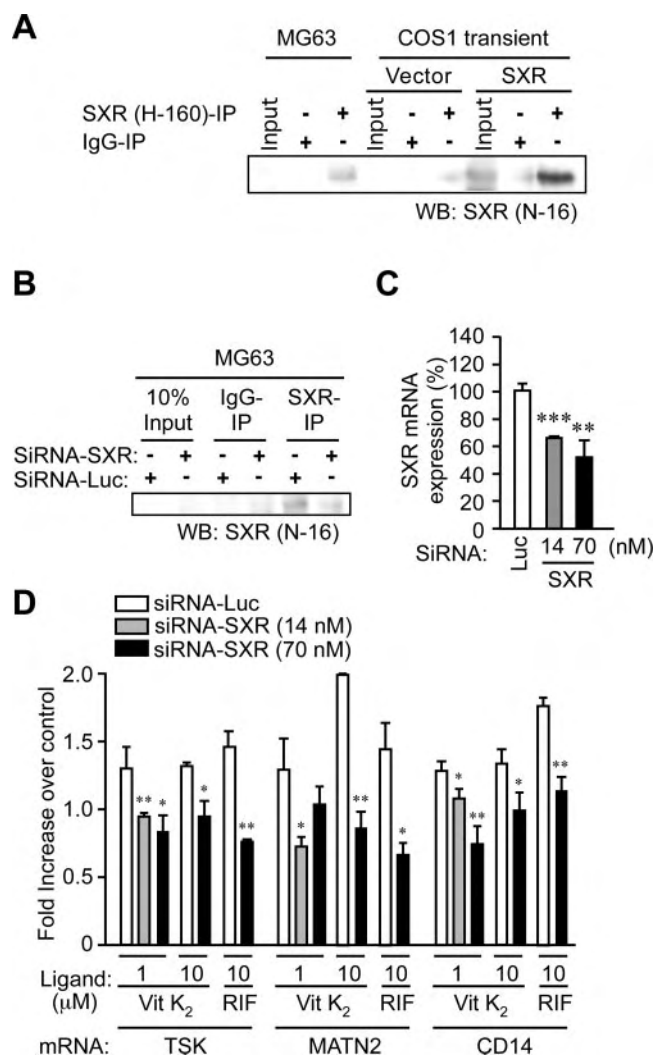 A
MG63 COS1 transient
Vector SXR
Input Input Input
SXR (H-160)-IP - + - + - +
IgG-IP + - + - + -
WB: SXR (N-16)
B
MG63
10% Input IgG-IP SXR-IP
SiRNA-SXR: - + - + - +
SiRNA-Luc: + - + - + -
WB: SXR (N-16)
C
SXR mRNA expression (%)
140
120
100
80
60
40
20
0
***
**
SiRNA: Luc 14 70 (nM)
SXR
D
siRNA-Luc
siRNA-SXR (14 nM)
siRNA-SXR (70 nM)
Fold Increase over control
2.0
1.5
1.0
0.5
0
** * * ** * ** * * ** * **
Ligand: 1 10 10 1 10 10 1 10 10
(μM) Vit K2 RIF Vit K2 RIF Vit K2 RIF
mRNA: TSK MATN2 CD14